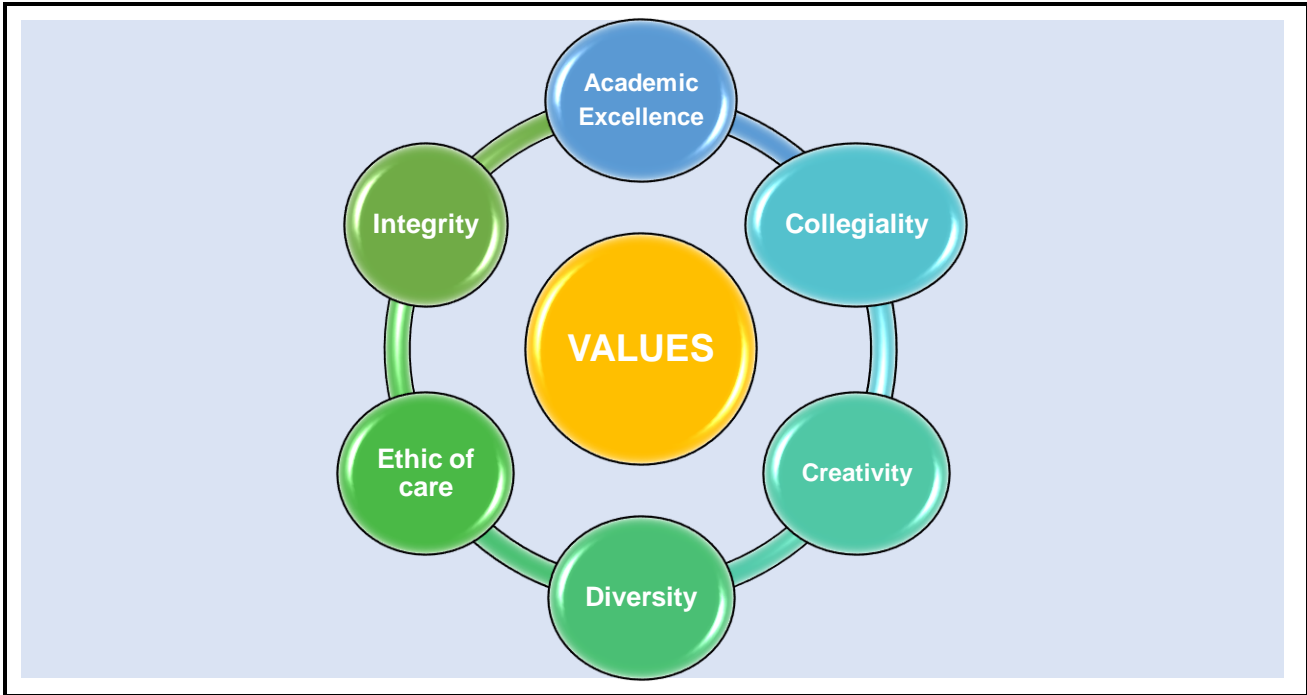 Academic
Excellence
Collegiality
Creativity
Diversity
Ethic of
care
Integrity
VALUES